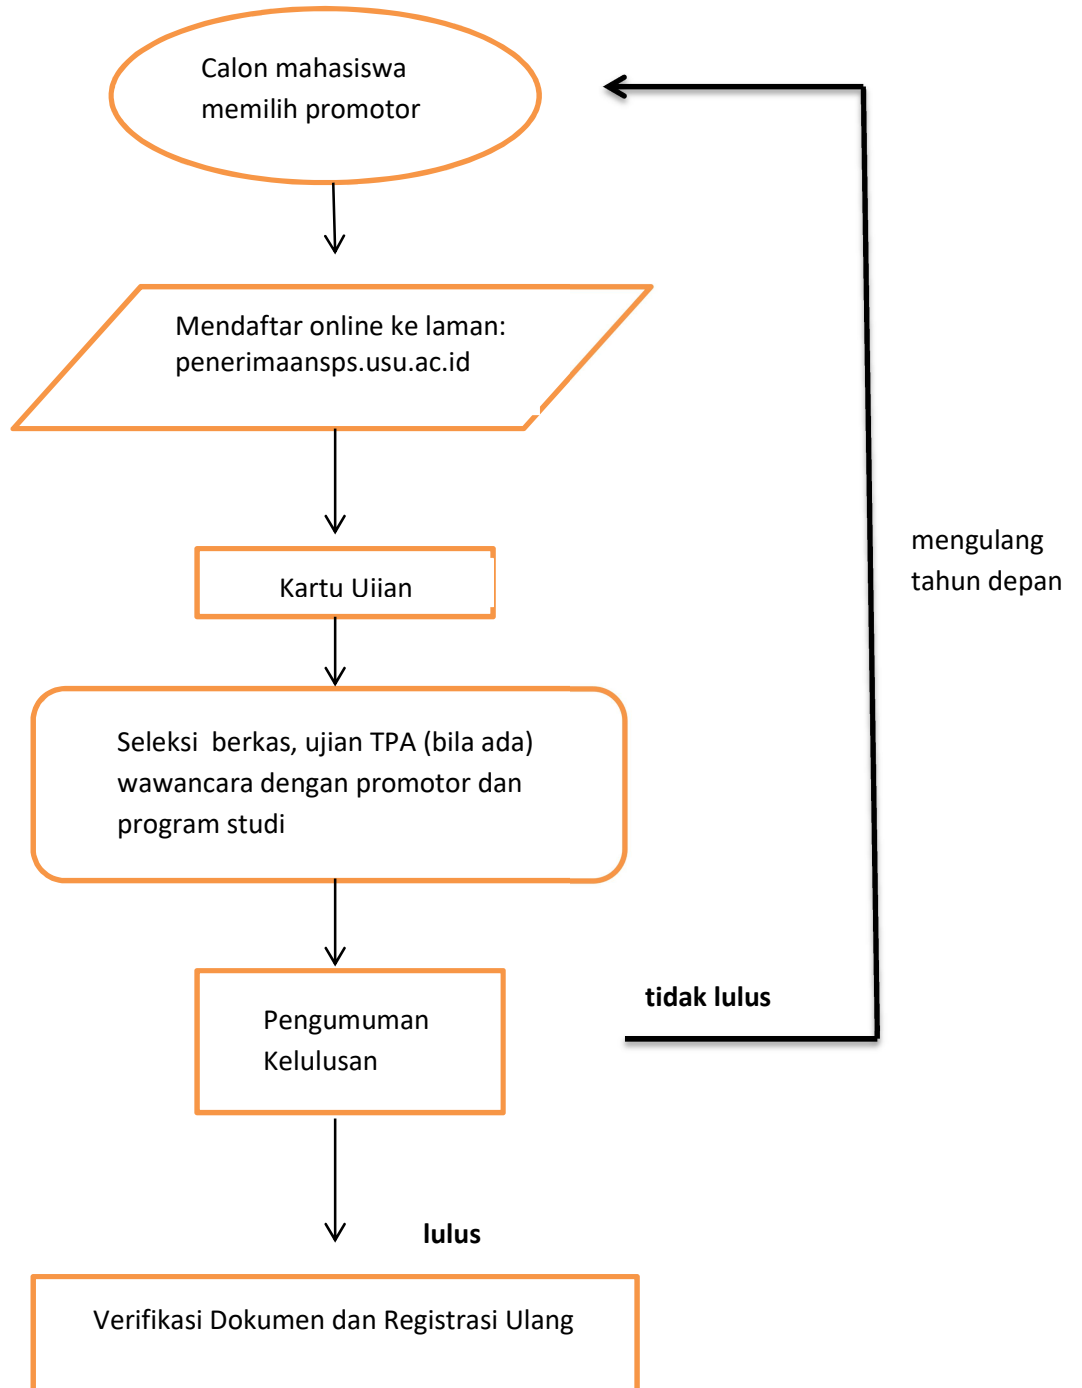 Calon mahasiswa
memilih promotor
Mendaftar online ke laman:
penerimaansps.usu.ac.id
mengulang
tahun depan
Kartu Uiian
Seleksi  berkas, ujian TPA (bila ada)
wawancara dengan promotor dan
program studi
tidak lulus
Pengumuman
Kelulusan
lulus
Verifikasi Dokumen dan Registrasi Ulang